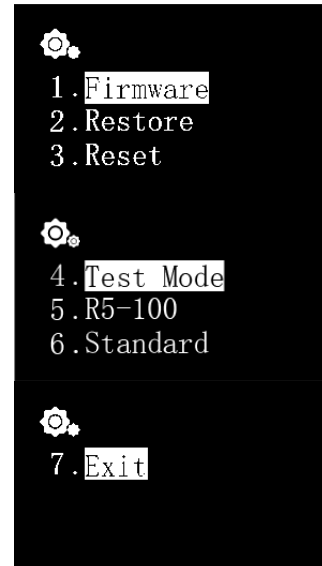 1.Firmware
2.Restore
3.Reset
4.Test Mode
5.R5-100
6.Standard
7.Exit